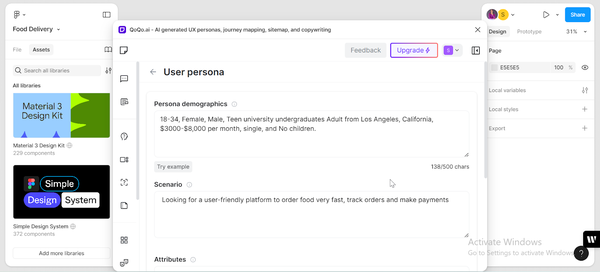 QoQo.ai - AI generated UX personas, journey mapping, sitemap, and copywriting
Food Delivery
File
Assets
Search all libraries
All libraries
Material 3
Design Kit
Material 3 Design Kit
229 components
Simple
Design
System
Simple Design System
372 components
Add more libraries
Feedback
Upgrade
S
User persona
Persona demographics
18-34, Female, Male, Teen university undergraduates Adult from Los Angeles, California,
$3000-$8,000 per month, single, and No children.
Try example
138/500 chars
Scenario
Looking for a user-friendly platform to order food very fast, track orders and make payments
Attributes
S
Share
Design
Prototype
31%
Page
E5E5E5
100
%
Local variables
Local styles
Export
Activate Windows
Go to Settings to activate Windows.
?